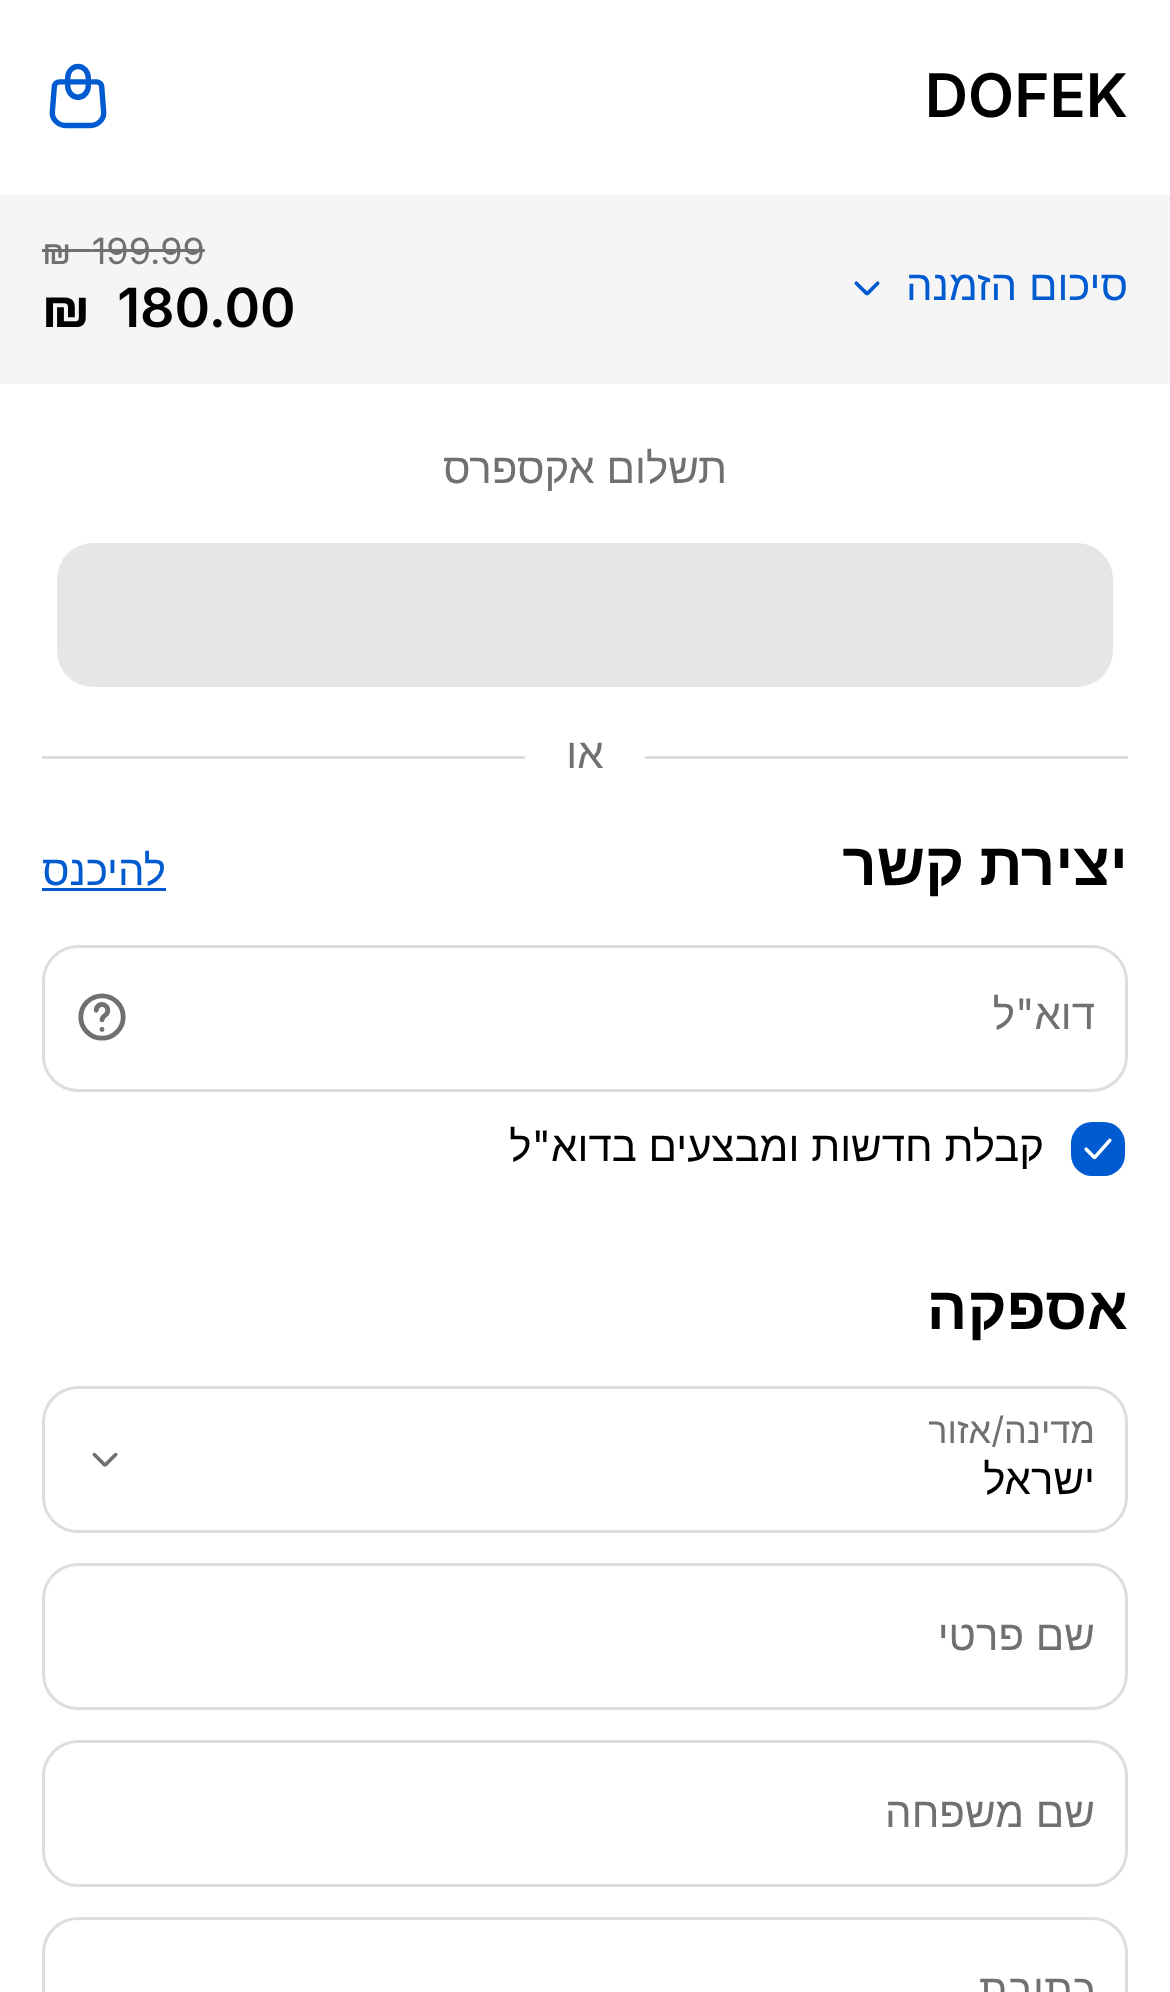 DOFEK
סיכום הזמנה
199.99 ₪
180.00 ₪
תשלום אקספרס
או
יצירת קשר
להיכנס
דוא"ל
קבלת חדשות ומבצעים בדוא"ל
אספקה
מדינה/אזור
ישראל
שם פרטי
שם משפחה
כתובת